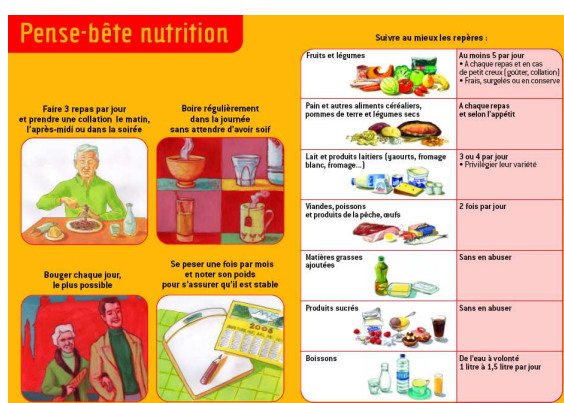 Pense-bête nutrition
Faire 3 repas par jour
et prendre une collation le matin,
l'après-midi ou dans la soirée
Boire régulièrement
dans la journée
sans attendre d'avoir soif
Bouger chaque jour,
le plus possible
Se peser une fois par mois
et noter son poids
pour s'assurer qu'il est stable
2006
Suivre au mieux les repères :
Fruits et légumes
Au moins 5 par jour
• A chaque repas et en cas
de petit creux (goûter, collation)
• Frais, surgelés ou en conserve
Pain et autres aliments céréaliers,
pommes de terre et légumes secs
A chaque repas
et selon l'appétit
Lait et produits laitiers (yaourts, fromage
blanc, fromage...)
3 ou 4 par jour
• Privilégier leur variété
Viandes, poissons
et produits de la pêche, œufs
2 fois par jour
Matières grasses
ajoutées
Sans en abuser
Produits sucrés
Sans en abuser
Boissons
De l'eau à volonté
1 litre à 1,5 litre par jour